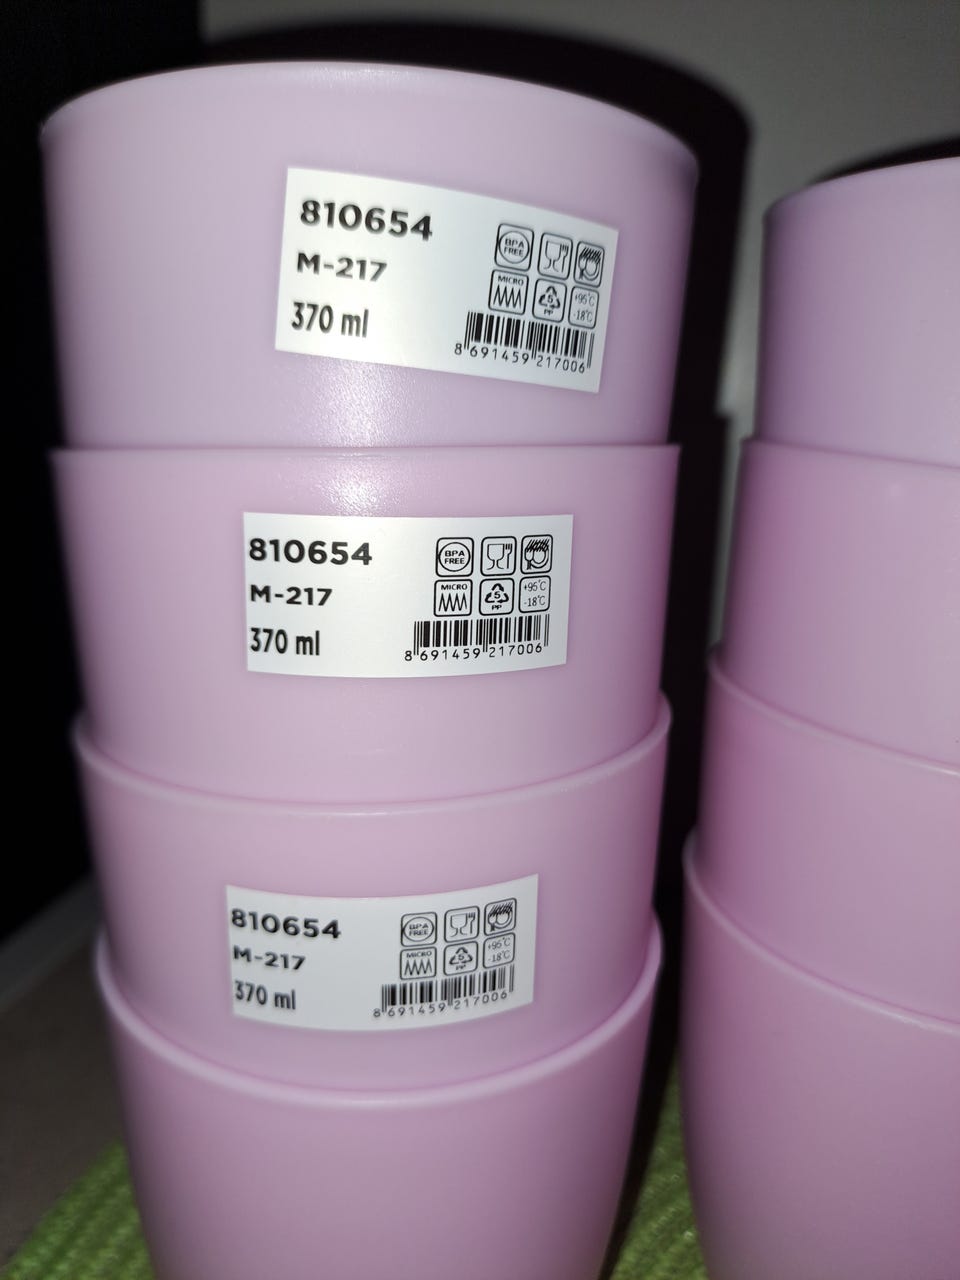 810654
M-217
370 ml
BPA
FREE
MICRO
5
PP
+95°C
-18°C
8 691459 217006
810654
M-217
370 ml
BPA
FREE
MICRO
5
PP
+95°C
-18°C
8 691459 217006
810654
M-217
370 ml
BPA
FREE
MICRO
5
PP
+95°C
-18°C
8 691459 217006